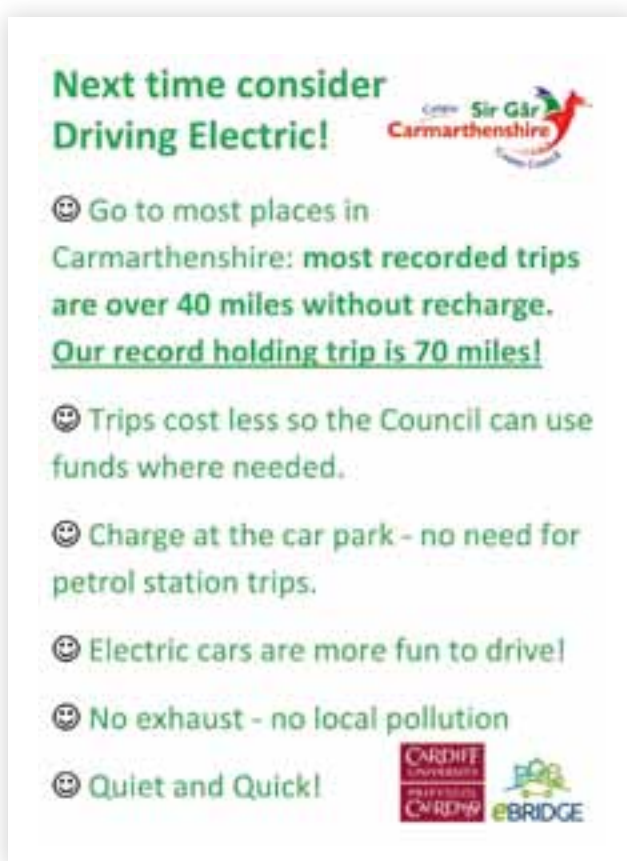 Next time consider
Driving Electric!
Sir Gâr
Carmarthenshire
☺ Go to most places in
Carmarthenshire: most recorded trips
are over 40 miles without recharge.
Our record holding trip is 70 miles!
☺ Trips cost less so the Council can use
funds where needed.
☺ Charge at the car park - no need for
petrol station trips.
☺ Electric cars are more fun to drive!
☺ No exhaust - no local pollution
☺ Quiet and Quick!
CARDIFF
UNIVERSITY
PRIFYSGOL
CAERDYDD
eBRIDGE